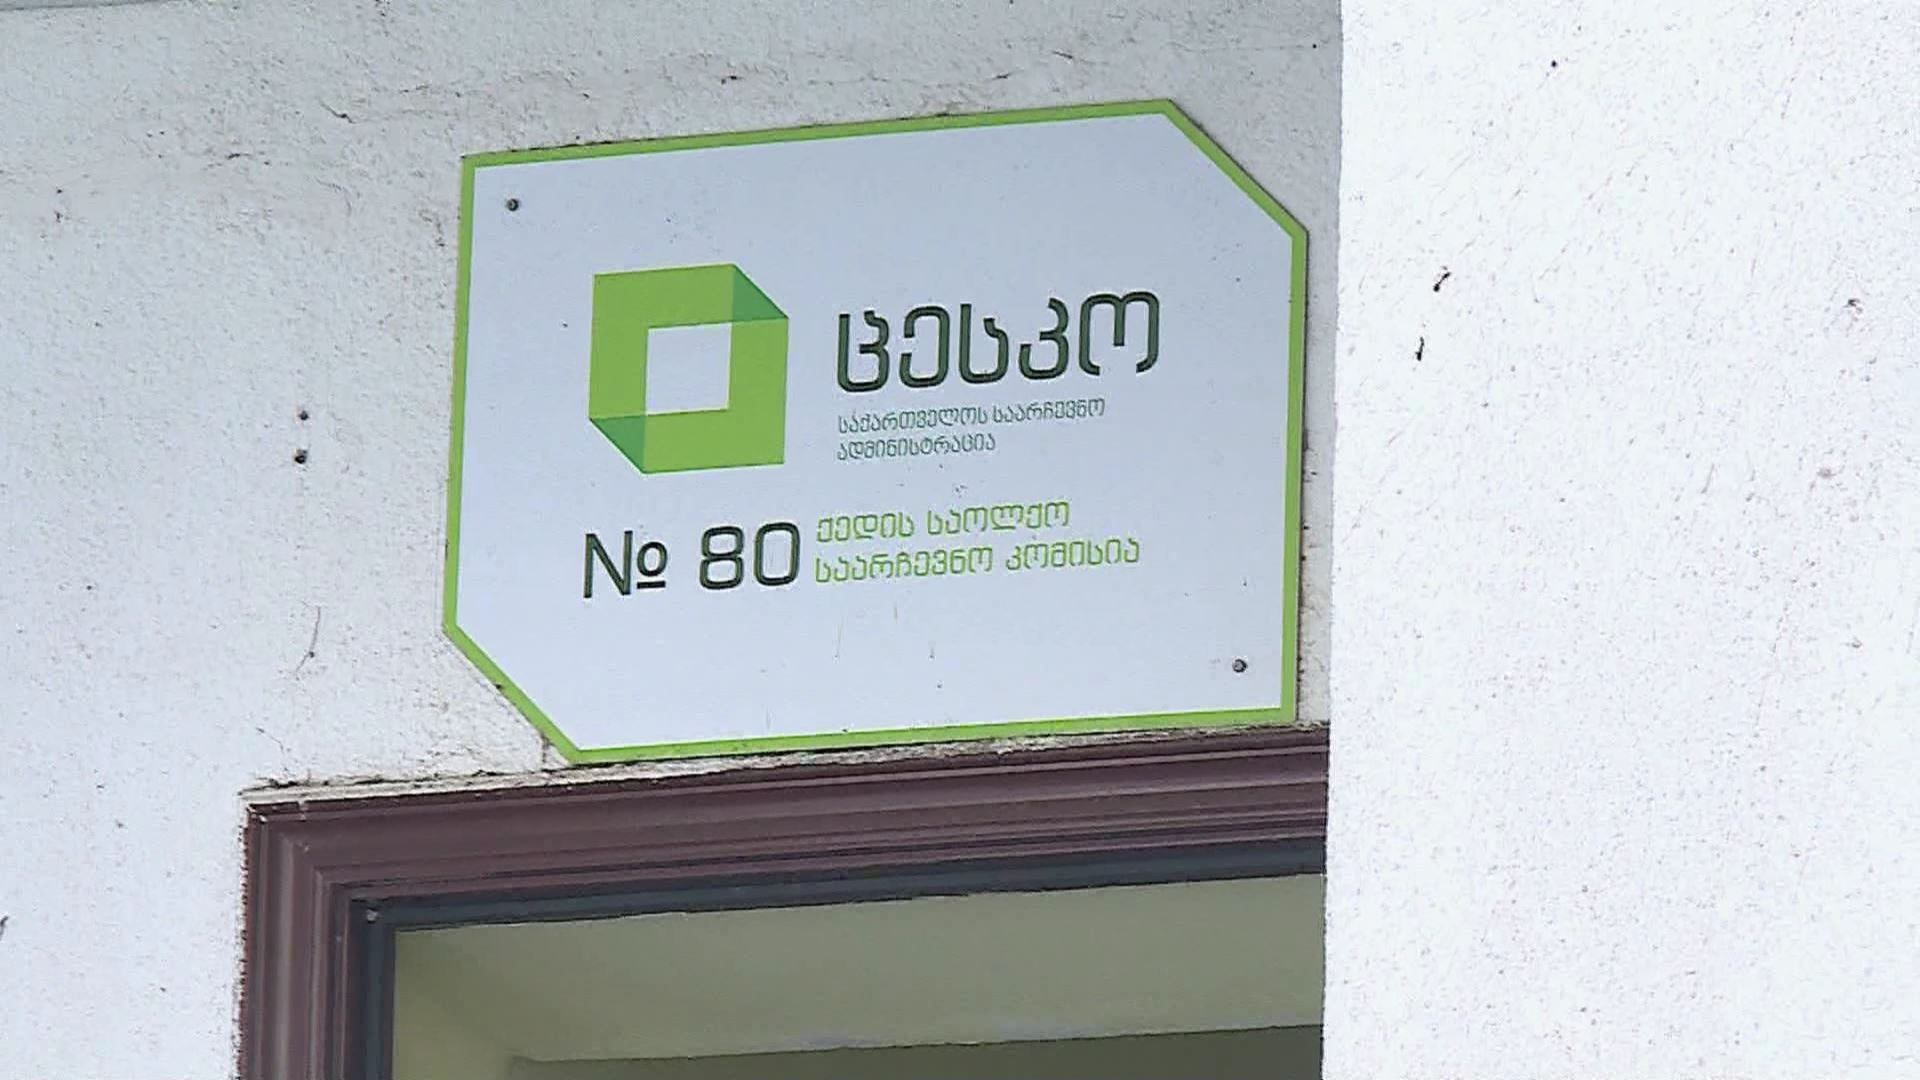 ცესკო
საქართველოს საარჩევნო
ადმინისტრაცია
№ 80 ქედის საოლქო
საარჩევნო კომისია